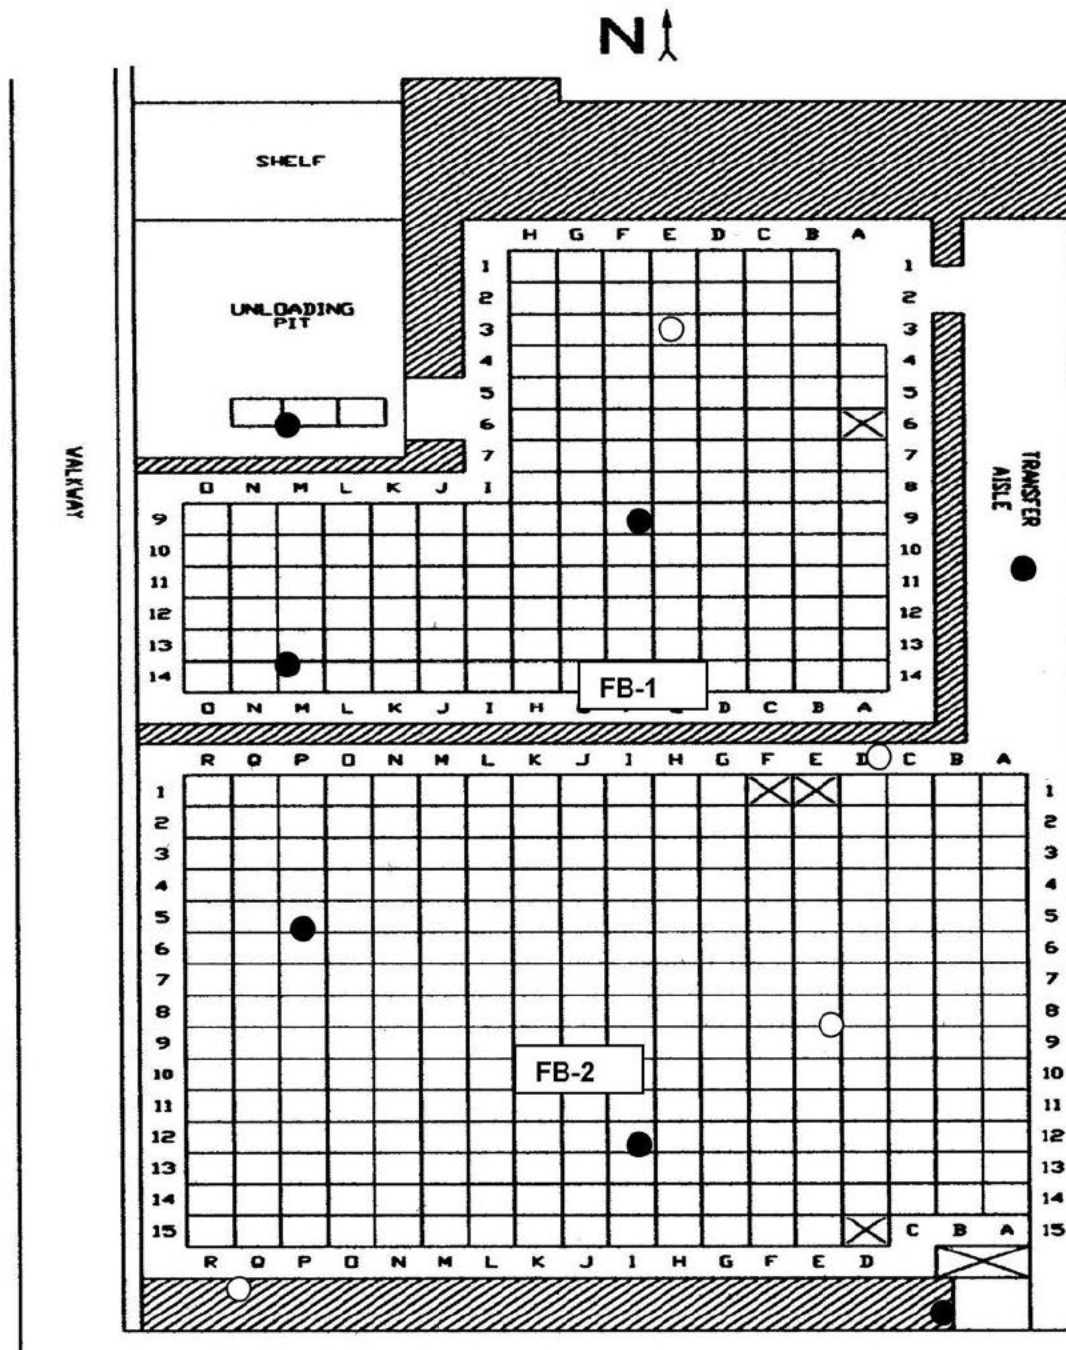 N
SHELF
H G F E D C B A
1 1
2 2
UNLOADING
PIT
3 3
4 4
5 5
6 6
7 7
WALKWAY
TRANSFER
AISLE
O N M L K J I
8 8
9 9
10 10
11 11
12 12
13 13
14 14
FB-1
O N M L K J I H D C B A
R Q P O N M L K J I H G F E D C B A
1 1
2 2
3 3
4 4
5 5
6 6
7 7
8 8
9 9
10 10
FB-2
11 11
12 12
13 13
14 14
15 C B A 15
R Q P O N M L K J I H G F E D